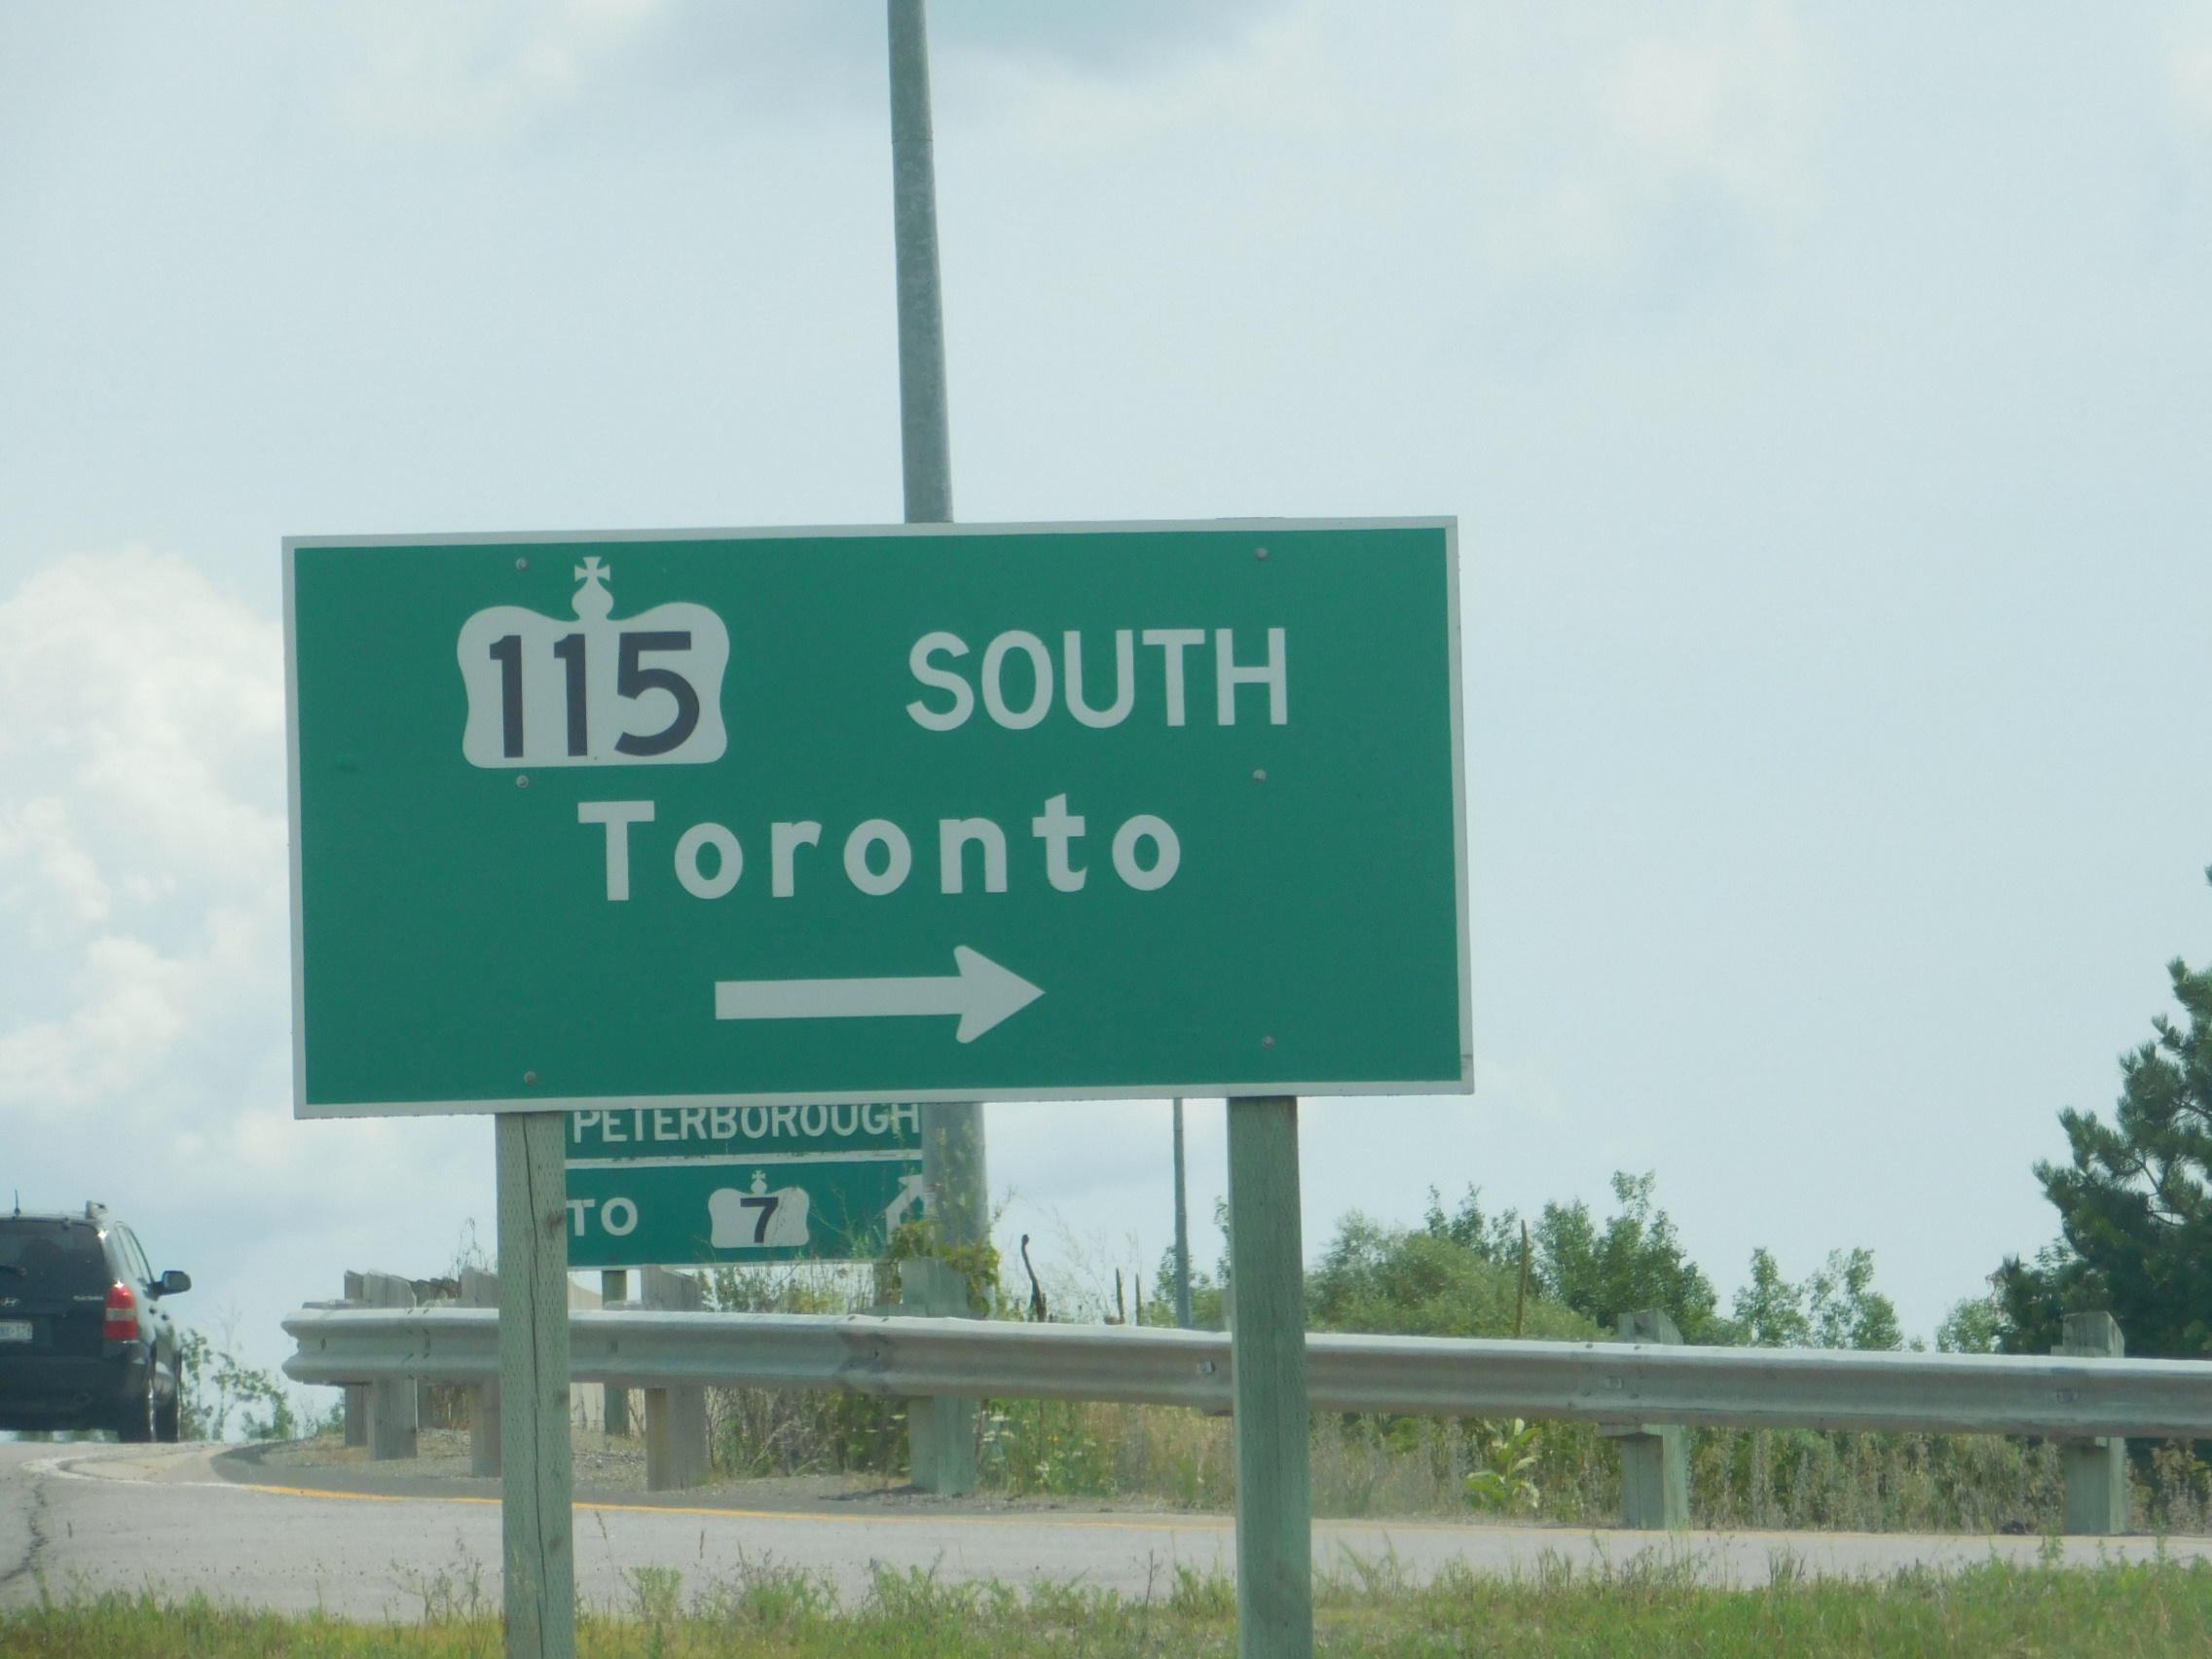 115 SOUTH
Toronto
PETERBOROUGH
TO 7